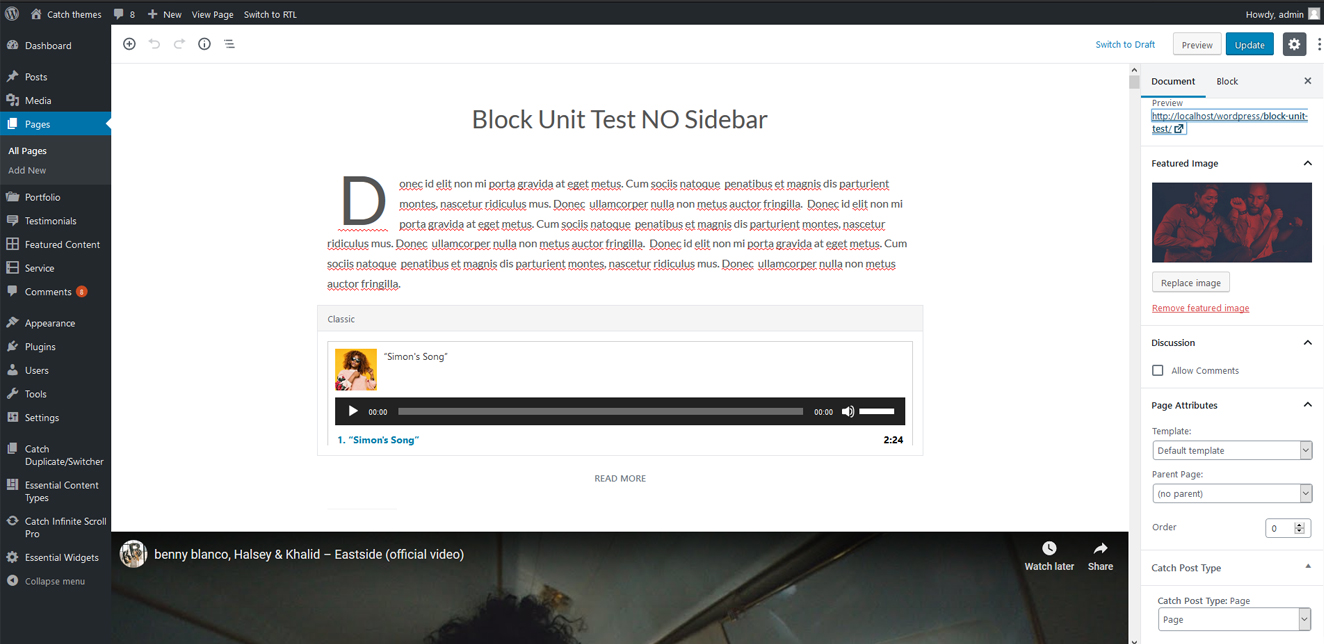 Catch themes 8 New View Page Switch to RTL Howdy, admin
Dashboard
Posts
Media
Pages
All Pages
Add New
Portfolio
Testimonials
Featured Content
Service
Comments 8
Appearance
Plugins
Users
Tools
Settings
Catch
Duplicate/Switcher
Essential Content
Types
Catch Infinite Scroll
Pro
Essential Widgets
Collapse menu
Switch to Draft Preview Update
Block Unit Test NO Sidebar
Donec id elit non mi porta gravida at eget metus. Cum sociis natoque penatibus et magnis dis parturient
montes, nascetur ridiculus mus. Donec ullamcorper nulla non metus auctor fringilla. Donec id elit non mi
porta gravida at eget metus. Cum sociis natoque penatibus et magnis dis parturient montes, nascetur
ridiculus mus. Donec ullamcorper nulla non metus auctor fringilla. Donec id elit non mi porta gravida at eget metus. Cum
sociis natoque penatibus et magnis dis parturient montes, nascetur ridiculus mus. Donec ullamcorper nulla non metus
auctor fringilla.
Classic
“Simon's Song”
00:00 00:00
1. “Simon's Song” 2:24
READ MORE
benny blanco, Halsey & Khalid – Eastside (official video)
Watch later Share
Document Block
Preview
http://localhost/wordpress/block-unit-
test/
Featured Image
Replace image
Remove featured image
Discussion
Allow Comments
Page Attributes
Template:
Default template
Parent Page:
(no parent)
Order 0
Catch Post Type
Catch Post Type: Page
Page